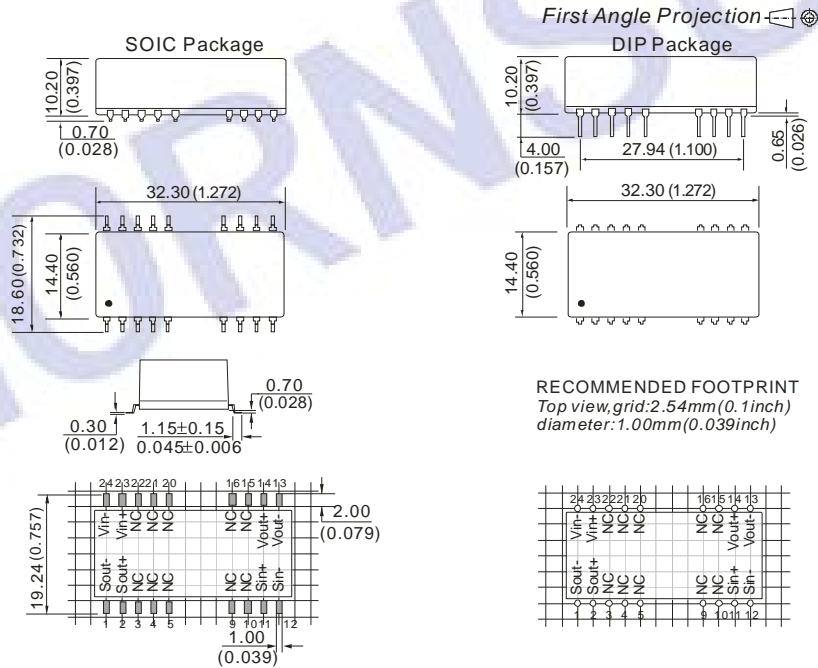 First Angle Projection
SOIC Package
DIP Package
10.20
(0.397)
0.70
(0.028)
10.20
(0.397)
4.00
(0.157)
27.94 (1.100)
0.65
(0.026)
32.30 (1.272)
18.60 (0.732)
14.40
(0.560)
32.30 (1.272)
14.40
(0.560)
0.30
(0.012)
1.15±0.15
0.045±0.006
0.70
(0.028)
RECOMMENDED FOOTPRINT
Top view,grid:2.54mm(0.1inch)
diameter:1.00mm(0.039inch)
24 23 22 21 20 16 15 14 13
Vin- Vin+ NC NC NC NC NC Vout+ Vout-
Sout- Sout+ NC NC NC NC NC Sin+ Sin-
1 2 3 4 5 9 10 11 12
19.24 (0.757)
2.00
(0.079)
1.00
(0.039)
24 23 22 21 20 16 15 14 13
Vin- Vin+ NC NC NC NC NC Vout+ Vout-
Sout- Sout+ NC NC NC NC NC Sin+ Sin-
1 2 3 4 5 9 10 11 12